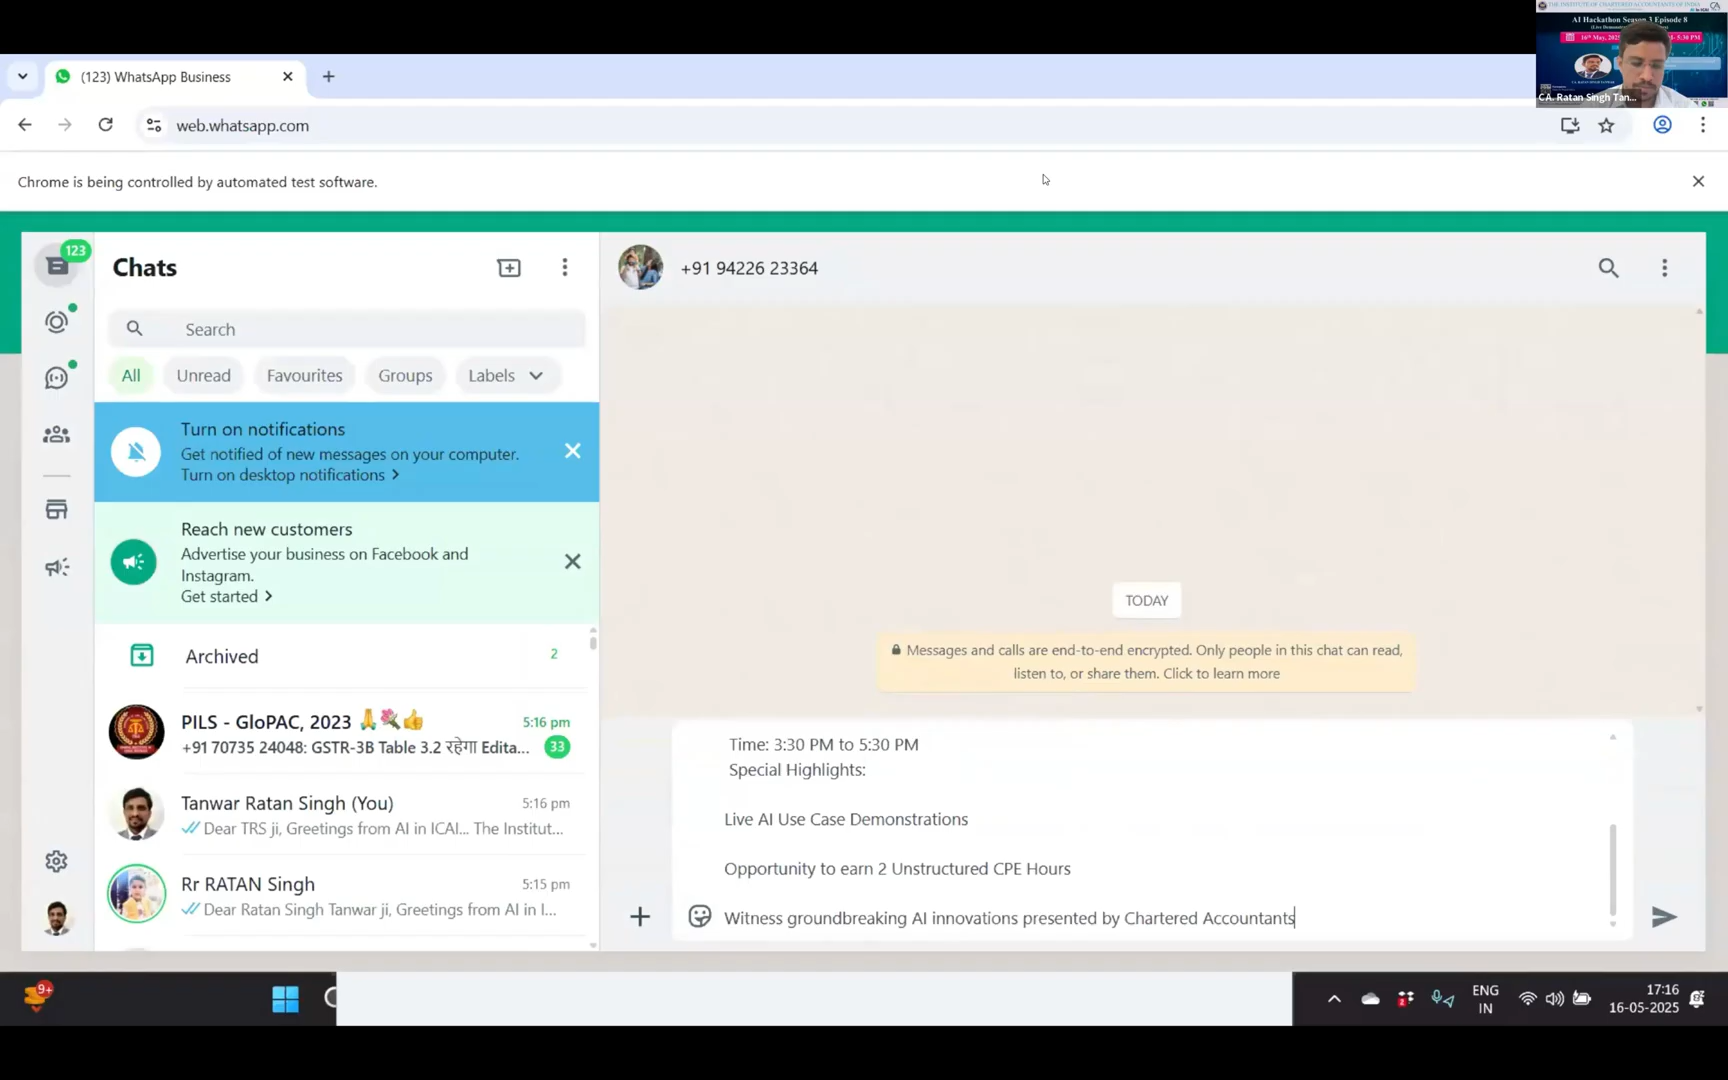 THE INSTITUTE OF CHARTERED ACCOUNTANTS OF INDIA
AI Hackathon Season 3 Episode 8
CA. Ratan Singh Tan...
(123) WhatsApp Business
web.whatsapp.com
Chrome is being controlled by automated test software.
123
Chats
+91 94226 23364
Search
All
Unread
Favourites
Groups
Labels
Turn on notifications
Get notified of new messages on your computer.
Turn on desktop notifications
Reach new customers
Advertise your business on Facebook and
Instagram.
Get started
Archived
2
PILS - GloPAC, 2023 🙏💐👍
5:16 pm
+91 70735 24048: GSTR-3B Table 3.2 रहेगा Edita...
33
Tanwar Ratan Singh (You)
5:16 pm
Dear TRS ji, Greetings from AI in ICAI... The Institut...
Rr RATAN Singh
5:15 pm
Dear Ratan Singh Tanwar ji, Greetings from AI in I...
TODAY
Messages and calls are end-to-end encrypted. Only people in this chat can read,
listen to, or share them. Click to learn more
Time: 3:30 PM to 5:30 PM
Special Highlights:
Live AI Use Case Demonstrations
Opportunity to earn 2 Unstructured CPE Hours
Witness groundbreaking AI innovations presented by Chartered Accountants
9+
2
ENG
IN
17:16
16-05-2025